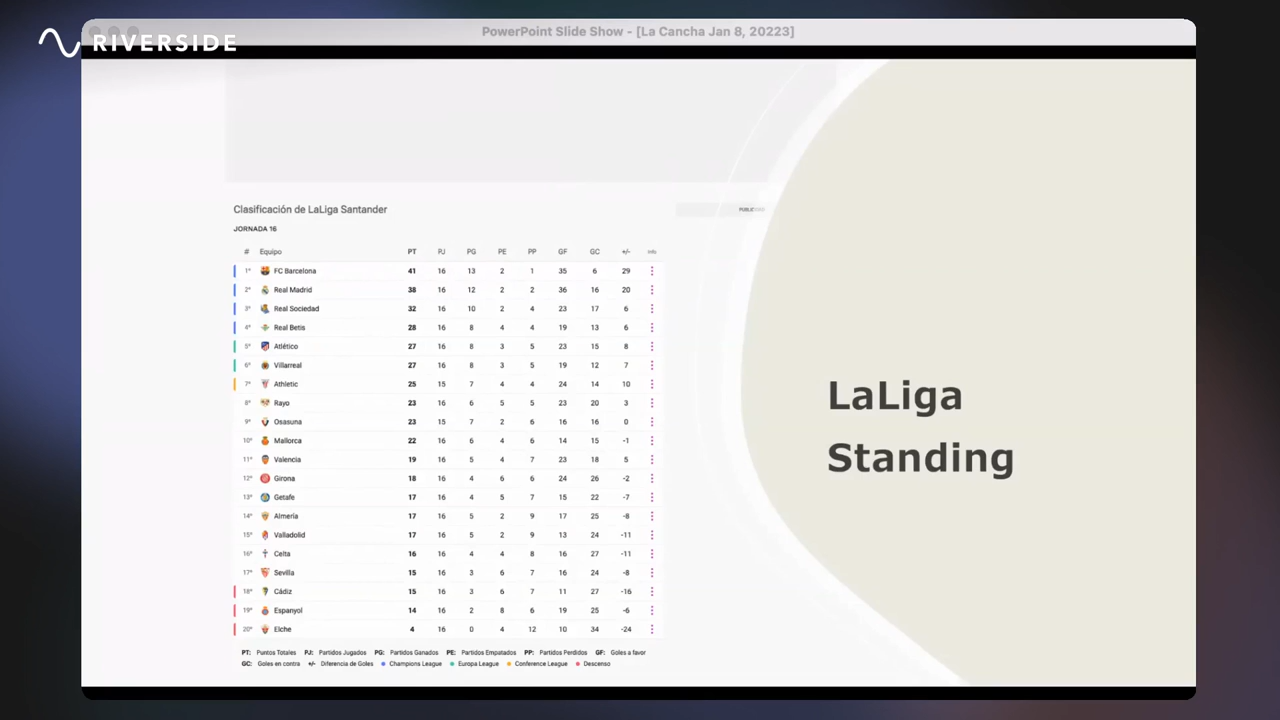 RIVERSIDE
PowerPoint Slide Show - [La Cancha Jan 8, 20223]
Clasificación de LaLiga Santander
JORNADA 16
# Equipo PT PJ PG PE PP GF GC +/- Info
1º FC Barcelona 41 16 13 2 1 35 6 29
2º Real Madrid 38 16 12 2 2 36 16 20
3º Real Sociedad 32 16 10 2 4 23 17 6
4º Real Betis 28 16 8 4 4 19 13 6
5º Atlético 27 16 8 3 5 23 15 8
6º Villarreal 27 16 8 3 5 19 12 7
7º Athletic 25 15 7 4 4 24 14 10
8º Rayo 23 16 6 5 5 23 20 3
9º Osasuna 23 15 7 2 6 16 16 0
10º Mallorca 22 16 6 4 6 14 15 -1
11º Valencia 19 16 5 4 7 23 18 5
12º Girona 18 16 4 6 6 24 26 -2
13º Getafe 17 16 4 5 7 15 22 -7
14º Almería 17 16 5 2 9 17 25 -8
15º Valladolid 17 16 5 2 9 13 24 -11
16º Celta 16 16 4 4 8 16 27 -11
17º Sevilla 15 16 3 6 7 16 24 -8
18º Cádiz 15 16 3 6 7 11 27 -16
19º Espanyol 14 16 2 8 6 19 25 -6
20º Elche 4 16 0 4 12 10 34 -24
PT: Puntos Totales PJ: Partidos Jugados PG: Partidos Ganados PE: Partidos Empatados PP: Partidos Perdidos GF: Goles a favor
GC: Goles en contra +/- Diferencia de Goles Champions League Europa League Conference League Descenso
LaLiga
Standing